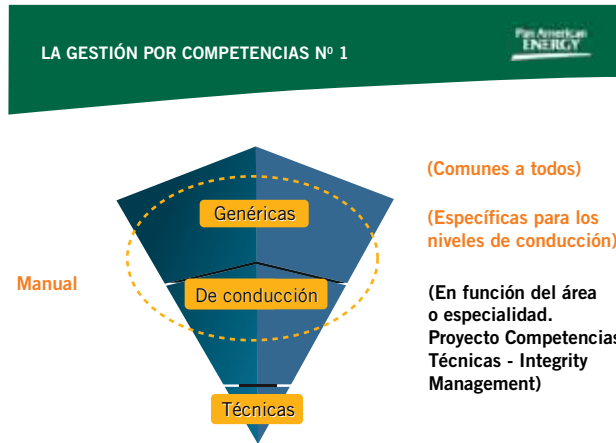 LA GESTIÓN POR COMPETENCIAS Nº 1
Pan American
ENERGY
(Comunes a todos)
Genéricas
(Específicas para los
niveles de conducción)
Manual
De conducción
(En función del área
o especialidad.
Proyecto Competencias
Técnicas - Integrity
Management)
Técnicas